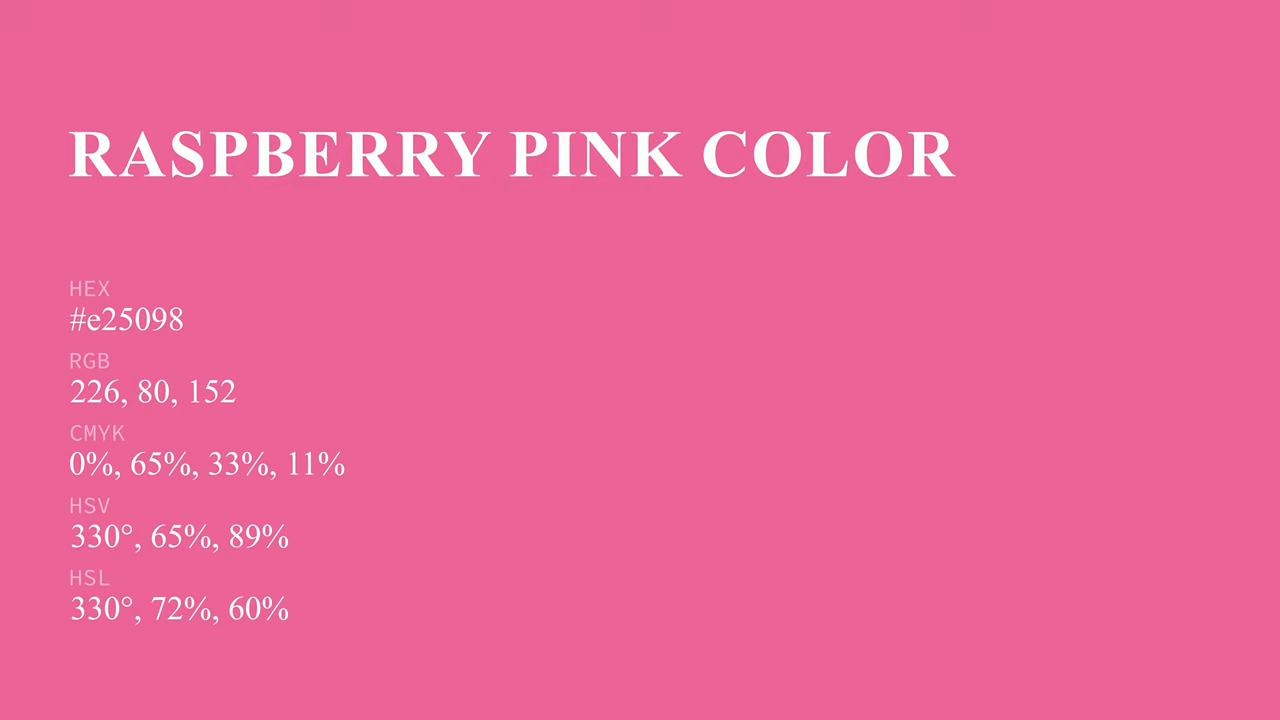 RASPBERRY PINK COLOR
HEX
#e25098
RGB
226, 80, 152
CMYK
0%, 65%, 33%, 11%
HSV
330°, 65%, 89%
HSL
330°, 72%, 60%